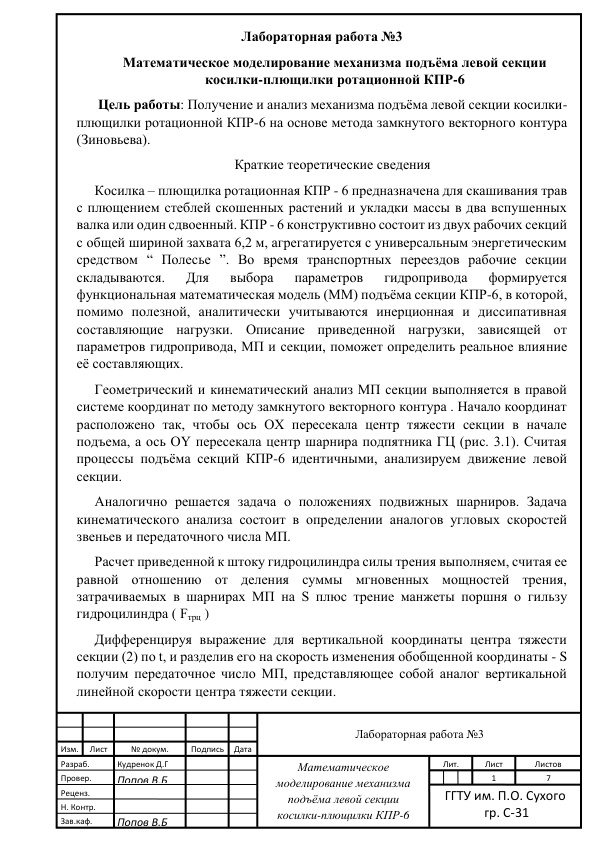 Лабораторная работа №3
Математическое моделирование механизма подъёма левой секции
косилки-плющилки ротационной КПР-6
Цель работы: Получение и анализ механизма подъёма левой секции косилки-
плющилки ротационной КПР-6 на основе метода замкнутого векторного контура
(Зиновьева).
Краткие теоретические сведения
Косилка – плющилка ротационная КПР - 6 предназначена для скашивания трав
с плющением стеблей скошенных растений и укладки массы в два вспушенных
валка или один сдвоенный. КПР - 6 конструктивно состоит из двух рабочих секций
с общей шириной захвата 6,2 м, агрегатируется с универсальным энергетическим
средством “ Полесье ”. Во время транспортных переездов рабочие секции
складываются. Для выбора параметров гидропривода формируется
функциональная математическая модель (ММ) подъёма секции КПР-6, в которой,
помимо полезной, аналитически учитываются инерционная и диссипативная
составляющие нагрузки. Описание приведенной нагрузки, зависящей от
параметров гидропривода, МП и секции, поможет определить реальное влияние
её составляющих.
Геометрический и кинематический анализ МП секции выполняется в правой
системе координат по методу замкнутого векторного контура . Начало координат
расположено так, чтобы ось OX пересекала центр тяжести секции в начале
подъема, а ось OY пересекала центр шарнира подпятника ГЦ (рис. 3.1). Считая
процессы подъёма секций КПР-6 идентичными, анализируем движение левой
секции.
Аналогично решается задача о положениях подвижных шарниров. Задача
кинематического анализа состоит в определении аналогов угловых скоростей
звеньев и передаточного числа МП.
Расчет приведенной к штоку гидроцилиндра силы трения выполняем, считая ее
равной отношению от деления суммы мгновенных мощностей трения,
затрачиваемых в шарнирах МП на S плюс трение манжеты поршня о гильзу
гидроцилиндра ( Fтрц )
Дифференцируя выражение для вертикальной координаты центра тяжести
секции (2) по t, и разделив его на скорость изменения обобщенной координаты - S
получим передаточное число МП, представляющее собой аналог вертикальной
линейной скорости центра тяжести секции.
Лабораторная работа №3
Изм. Лист № докум. Подпись Дата
Разраб. Кудренок Д.Г
Провер. Попов В.Б
Реценз.
Н. Контр.
Зав.каф. Попов В.Б
Математическое
моделирование механизма
подъёма левой секции
косилки-плющилки КПР-6
Лит. Лист Листов
1 7
ГГТУ им. П.О. Сухого
гр. С-31